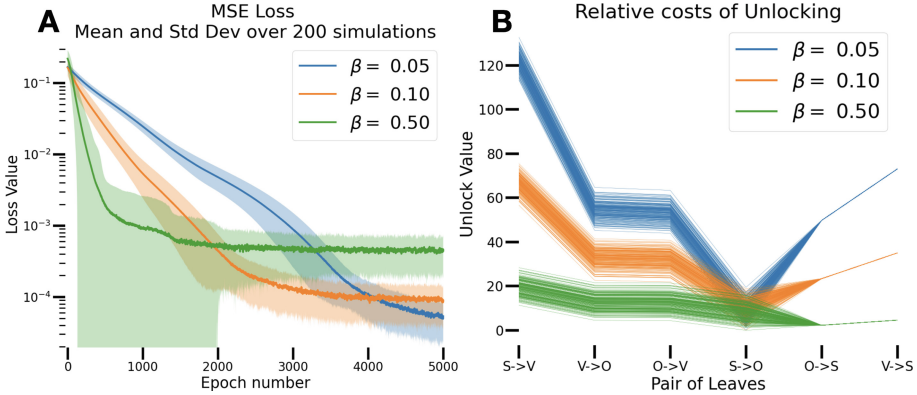 A
MSE Loss
Mean and Std Dev over 200 simulations
β = 0.05
β = 0.10
β = 0.50
Loss Value
10⁻¹
10⁻²
10⁻³
10⁻⁴
0 1000 2000 3000 4000 5000
Epoch number
B
Relative costs of Unlocking
β = 0.05
β = 0.10
β = 0.50
Unlock Value
120
100
80
60
40
20
0
S->V V->O O->V S->O O->S V->S
Pair of Leaves